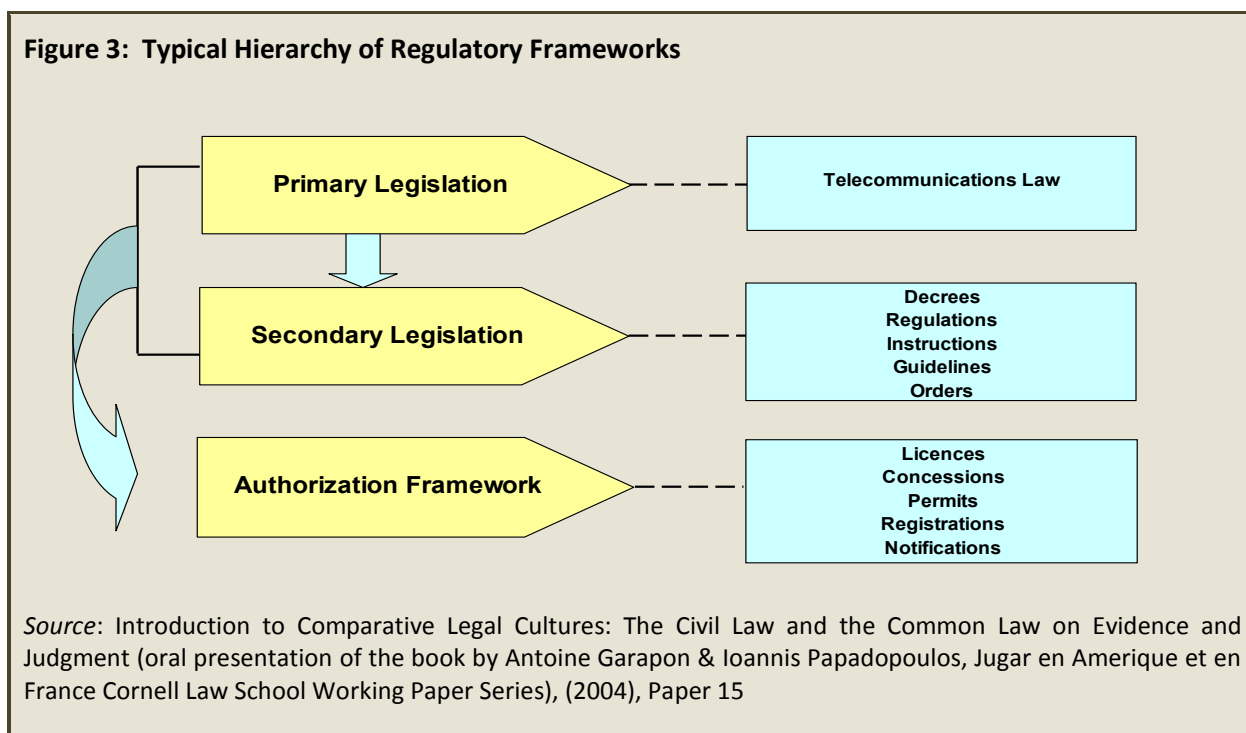 Figure 3: Typical Hierarchy of Regulatory Frameworks
Primary Legislation
Telecommunications Law
Secondary Legislation
Decrees
Regulations
Instructions
Guidelines
Orders
Authorization Framework
Licences
Concessions
Permits
Registrations
Notifications
Source: Introduction to Comparative Legal Cultures: The Civil Law and the Common Law on Evidence and
Judgment (oral presentation of the book by Antoine Garapon & Ioannis Papadopoulos, Jugar en Amerique et en
France Cornell Law School Working Paper Series), (2004), Paper 15